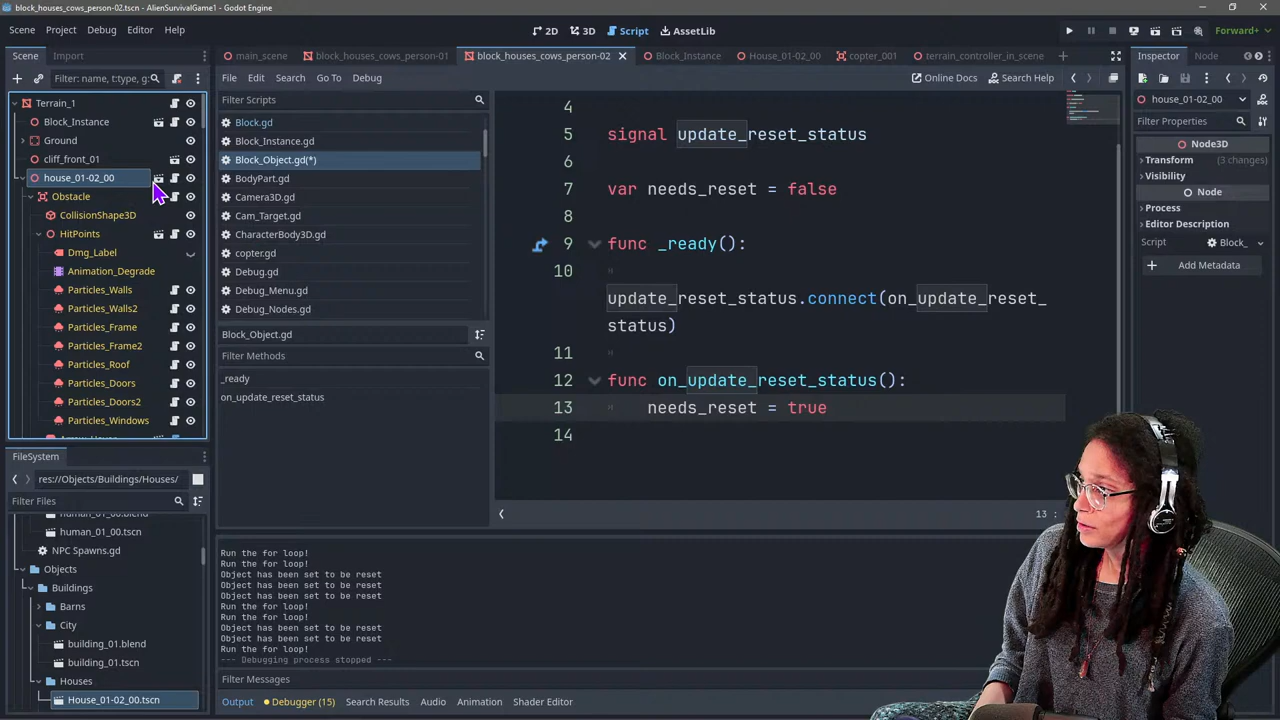 block_houses_cows_person-02.tscn - AlienSurvivalGame1 - Godot Engine
Scene Project Debug Editor Help
2D 3D Script AssetLib
Forward+
Scene Import
main_scene block_houses_cows_person-01 block_houses_cows_person-02 Block_Instance House_01-02_00 copter_001 terrain_controller_in_scene
Inspector Node
Filter: name, t:type, g:
File Edit Search Go To Debug
Online Docs Search Help
Terrain_1
Block_Instance
Ground
cliff_front_01
house_01-02_00
Obstacle
CollisionShape3D
HitPoints
Dmg_Label
Animation_Degrade
Particles_Walls
Particles_Walls2
Particles_Frame
Particles_Frame2
Particles_Roof
Particles_Doors
Particles_Doors2
Particles_Windows
FileSystem
res://Objects/Buildings/Houses/
Filter Files
human_01_00.tscn
NPC Spawns.gd
Objects
Buildings
Barns
City
building_01.blend
building_01.tscn
Houses
House_01-02_00.tscn
Filter Scripts
Block.gd
Block_Instance.gd
Block_Object.gd(*)
BodyPart.gd
Camera3D.gd
Cam_Target.gd
CharacterBody3D.gd
copter.gd
Debug.gd
Debug_Menu.gd
Debug_Nodes.gd
Block_Object.gd
Filter Methods
_ready
on_update_reset_status
4
5 signal update_reset_status
6
7 var needs_reset = false
8
9 func _ready():
10
update_reset_status.connect(on_update_reset_
status)
11
12 func on_update_reset_status():
13 needs_reset = true
14
13 :
Run the for loop!
Run the for loop!
Object has been set to be reset
Object has been set to be reset
Object has been set to be reset
Run the for loop!
Run the for loop!
Object has been set to be reset
Object has been set to be reset
Run the for loop!
--- Debugging process stopped ---
Filter Messages
Output Debugger (15) Search Results Audio Animation Shader Editor
house_01-02_00
Filter Properties
Node3D
Transform (3 changes)
Visibility
Node
Process
Editor Description
Script Block_
Add Metadata